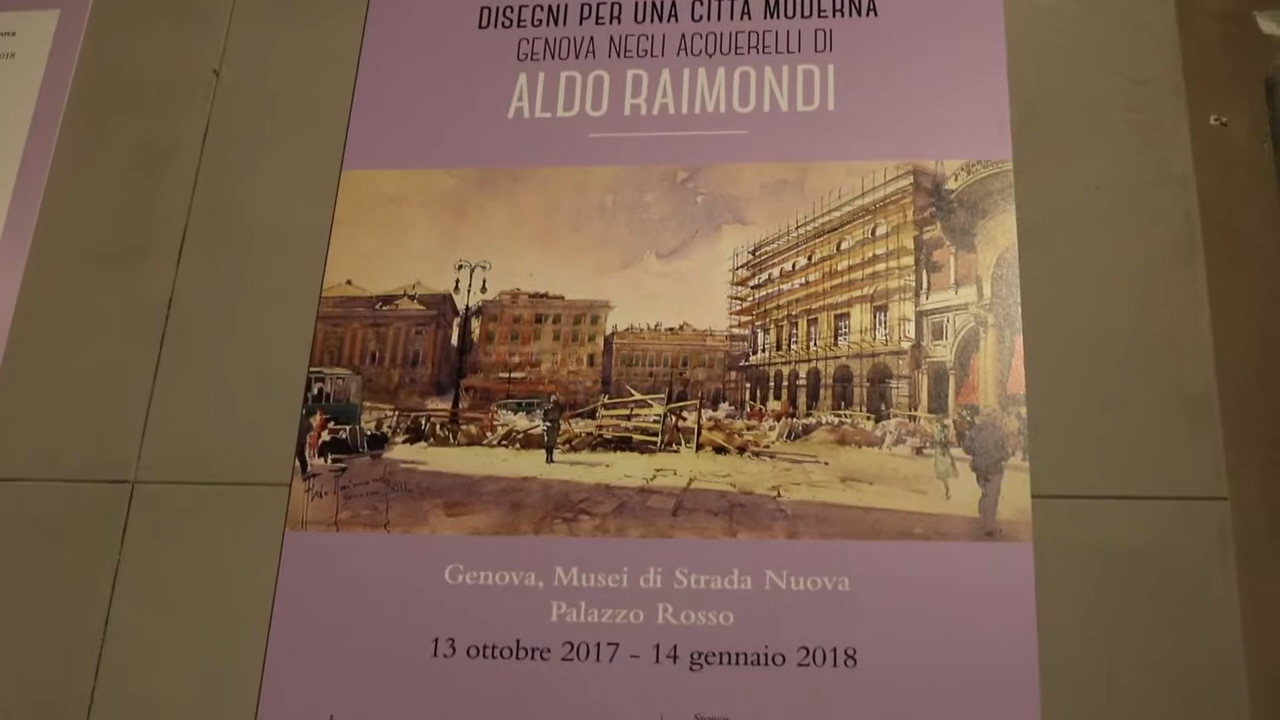 DISEGNI PER UNA CITTÀ MODERNA
GENOVA NEGLI ACQUERELLI DI
ALDO RAIMONDI
Genova, Musei di Strada Nuova
Palazzo Rosso
13 ottobre 2017 - 14 gennaio 2018